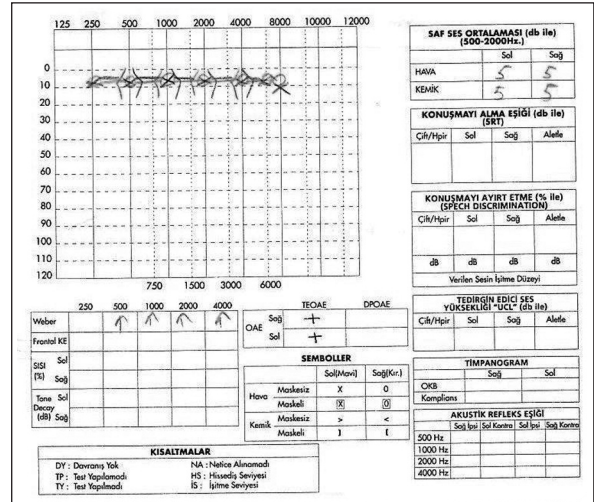 125 250 500 1000 2000 4000 8000 10000 12000
0
10
20
30
40
50
60
70
80
90
100
110
120
750 1500 3000 6000
SAF SES ORTALAMASI (db ile)
(500-2000Hz.)
Sol Sağ
HAVA 5 5
KEMİK 5 5
KONUŞMAYI ALMA EŞİĞİ (db ile)
(SRT)
Çift/Hpir Sol Sağ Aletle
KONUŞMAYI AYIRT ETME (% ile)
(SPECH DISCRIMINATION)
Çift/Hpir Sol Sağ Aletle
dB dB dB dB
Verilen Sesin İşitme Düzeyi
TEDİRGİN EDİCİ SES
YÜKSEKLİĞİ "UCL" (db ile)
Çift/Hpir Sol Sağ Aletle
TİMPANOGRAM
Sağ Sol
OKB
Komplians
AKUSTİK REFLEKS EŞİĞİ
Sağ İpsi Sol Kontra Sol İpsi Sağ Kontra
500 Hz
1000 Hz
2000 Hz
4000 Hz
250 500 1000 2000 4000
Weber ↑ ↑ ↑ ↑
Frontal KE
SISI Sol
(%) Sağ
Tone Sol
Decay
(dB) Sağ
TEOAE DPOAE
OAE
Sağ +
Sol +
SEMBOLLER
Sol(Mavi) Sağ(Kır.)
Hava Maskesiz X 0
Maskeli X 0
Kemik Maskesiz > <
Maskeli ] [
KISALTMALAR
DY : Davranış Yok NA : Netice Alınamadı
TP : Test Yapılamadı HS : Hissediş Seviyesi
TY : Test Yapılmadı İS : İşitme Seviyesi